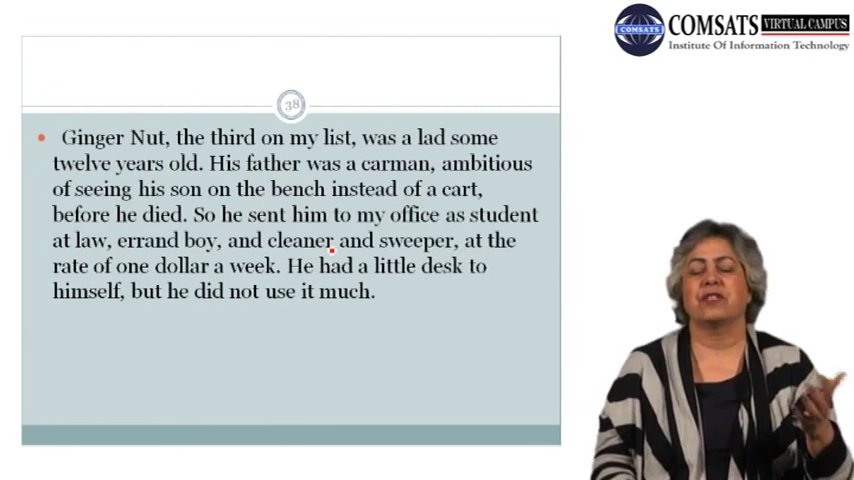 COMSATS VIRTUAL CAMPUS
COMSATS
Institute Of Information Technology
38
Ginger Nut, the third on my list, was a lad some
twelve years old. His father was a carman, ambitious
of seeing his son on the bench instead of a cart,
before he died. So he sent him to my office as student
at law, errand boy, and cleaner and sweeper, at the
rate of one dollar a week. He had a little desk to
himself, but he did not use it much.